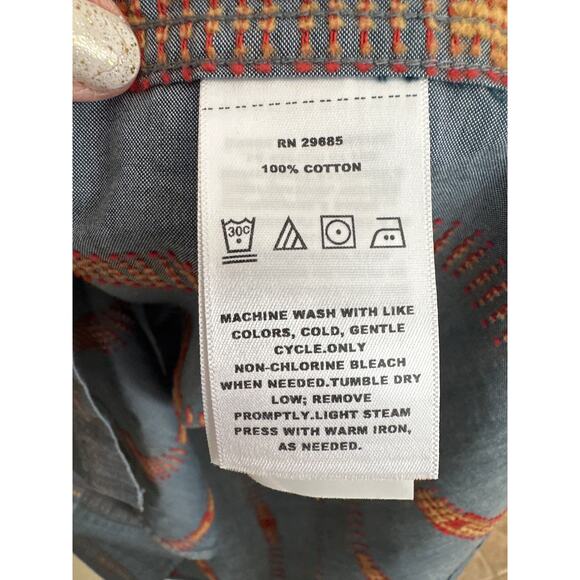 RN 29685
100% COTTON
30C
MACHINE WASH WITH LIKE
COLORS, COLD, GENTLE
CYCLE.ONLY
NON-CHLORINE BLEACH
WHEN NEEDED.TUMBLE DRY
LOW; REMOVE
PROMPTLY.LIGHT STEAM
PRESS WITH WARM IRON,
AS NEEDED.